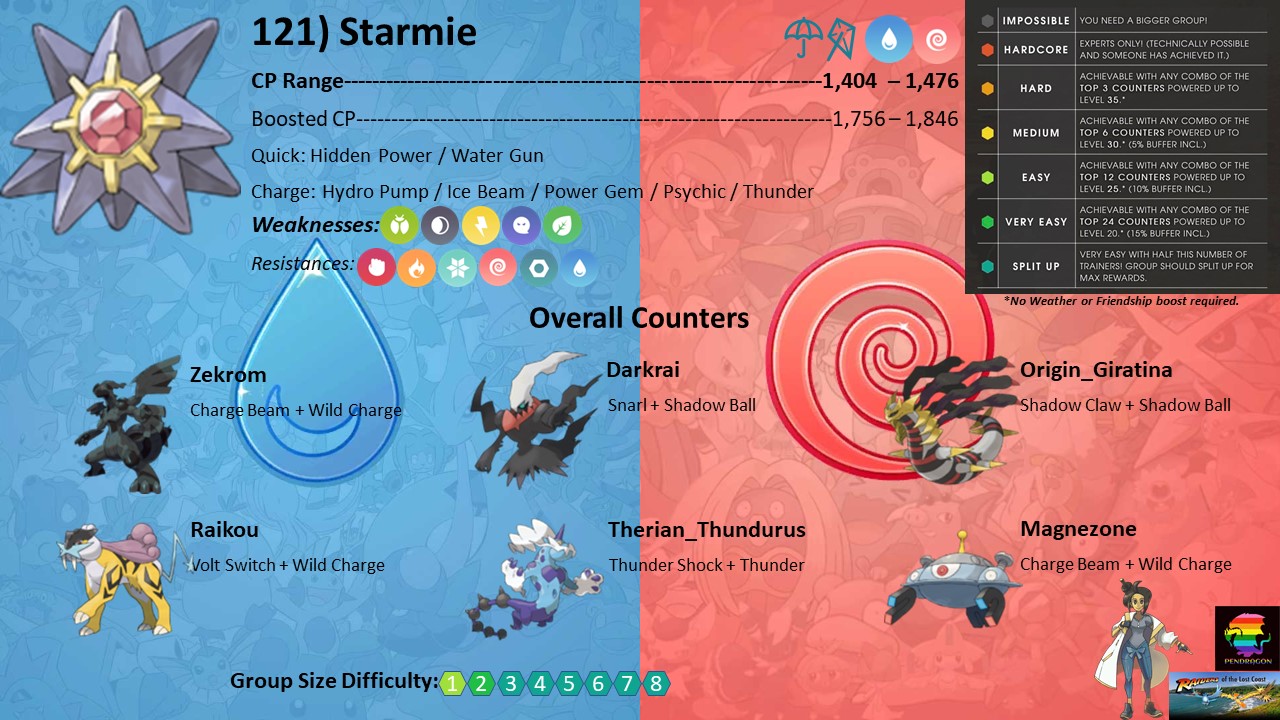 121) Starmie
CP Range--------------------------------------------------------------------1,404 – 1,476
Boosted CP--------------------------------------------------------------------1,756 – 1,846
Quick: Hidden Power / Water Gun
Charge: Hydro Pump / Ice Beam / Power Gem / Psychic / Thunder
Weaknesses:
Resistances:
IMPOSSIBLE YOU NEED A BIGGER GROUP!
HARDCORE EXPERTS ONLY! (TECHNICALLY POSSIBLE
AND SOMEONE HAS ACHIEVED IT.)
HARD ACHIEVABLE WITH ANY COMBO OF THE
TOP 3 COUNTERS POWERED UP TO
LEVEL 35.*
MEDIUM ACHIEVABLE WITH ANY COMBO OF THE
TOP 6 COUNTERS POWERED UP TO
LEVEL 30.* (5% BUFFER INCL.)
EASY ACHIEVABLE WITH ANY COMBO OF THE
TOP 12 COUNTERS POWERED UP TO
LEVEL 25.* (10% BUFFER INCL.)
VERY EASY ACHIEVABLE WITH ANY COMBO OF THE
TOP 24 COUNTERS POWERED UP TO
LEVEL 20.* (15% BUFFER INCL.)
SPLIT UP VERY EASY WITH HALF THIS NUMBER OF
TRAINERS! GROUP SHOULD SPLIT UP FOR
MAX REWARDS.
*No Weather or Friendship boost required.
Overall Counters
Zekrom
Charge Beam + Wild Charge
Darkrai
Snarl + Shadow Ball
Origin_Giratina
Shadow Claw + Shadow Ball
Raikou
Volt Switch + Wild Charge
Therian_Thundurus
Thunder Shock + Thunder
Magnezone
Charge Beam + Wild Charge
Group Size Difficulty: 1 2 3 4 5 6 7 8
PENDRAGON
RAIDERS of the Lost Coast